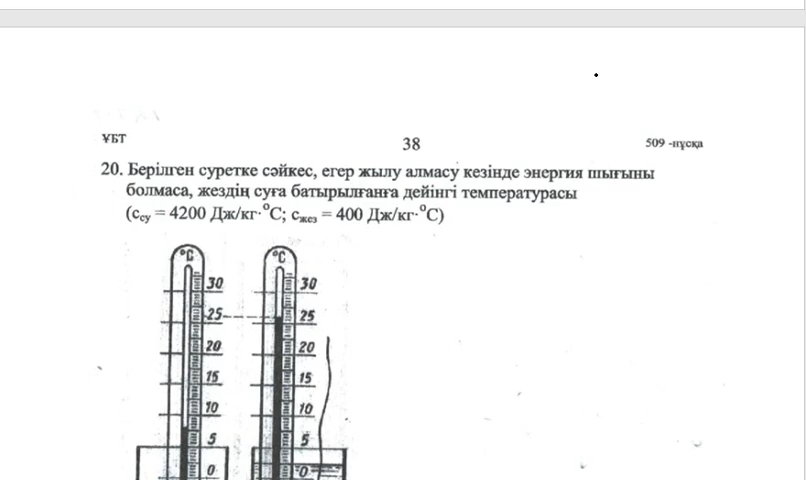 ҰБТ
38
509 -нұсқа
20. Берілген суретке сәйкес, егер жылу алмасу кезінде энергия шығыны
болмаса, жездің суға батырылғанға дейінгі температурасы
(cсу = 4200 Дж/кг·°С; cжез = 400 Дж/кг·°С)
°C °C
30 30
25 25
20 20
15 15
10 10
5 5
0 0